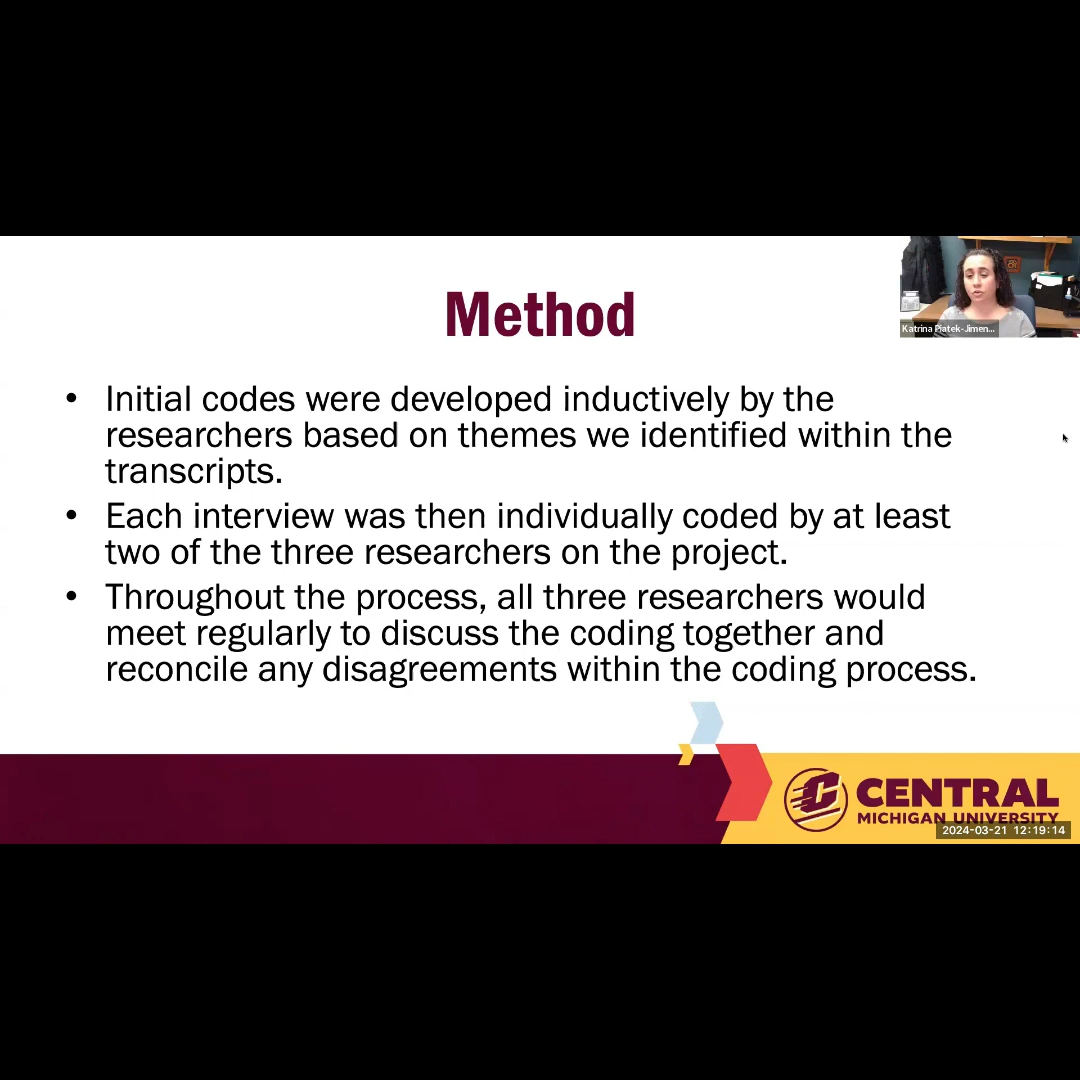 Method
Katrina Piatek-Jimen...
• Initial codes were developed inductively by the
researchers based on themes we identified within the
transcripts.
• Each interview was then individually coded by at least
two of the three researchers on the project.
• Throughout the process, all three researchers would
meet regularly to discuss the coding together and
reconcile any disagreements within the coding process.
CENTRAL
MICHIGAN UNIVERSITY
2024-03-21 12:19:14